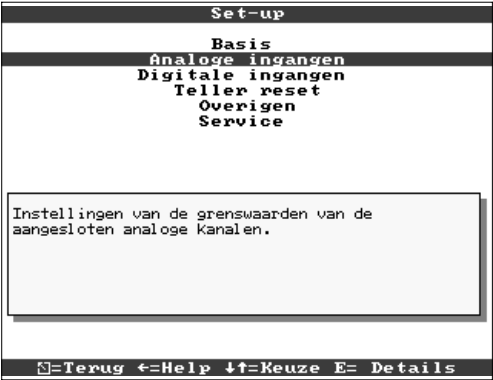 Set-up
Basis
Analoge ingangen
Digitale ingangen
Teller reset
Overigen
Service
Instellingen van de grenswaarden van de
aangesloten analoge Kanalen.
=Terug ←=Help ↓↑=Keuze E= Details